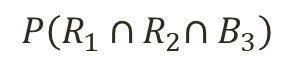 P(R₁ ∩ R₂ ∩ B₃)